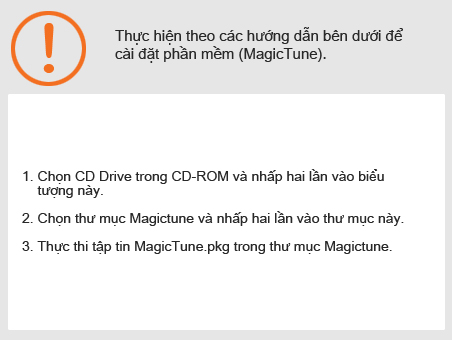 Thực hiện theo các hướng dẫn bên dưới để
cài đặt phần mềm (MagicTune).
1. Chọn CD Drive trong CD-ROM và nhấp hai lần vào biểu
tượng này.
2. Chọn thư mục Magictune và nhấp hai lần vào thư mục này.
3. Thực thi tập tin MagicTune.pkg trong thư mục Magictune.